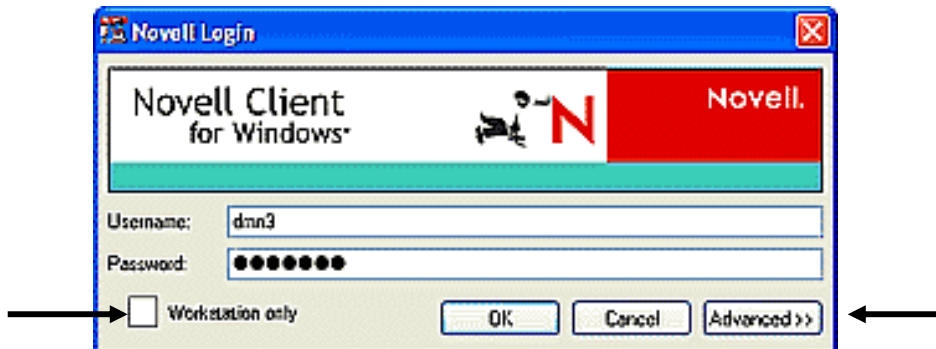 Novell Login
Novell Client
for Windows*
N
Novell.
Username: dmn3
Password: ●●●●●●●
Workstation only OK Cancel Advanced >>